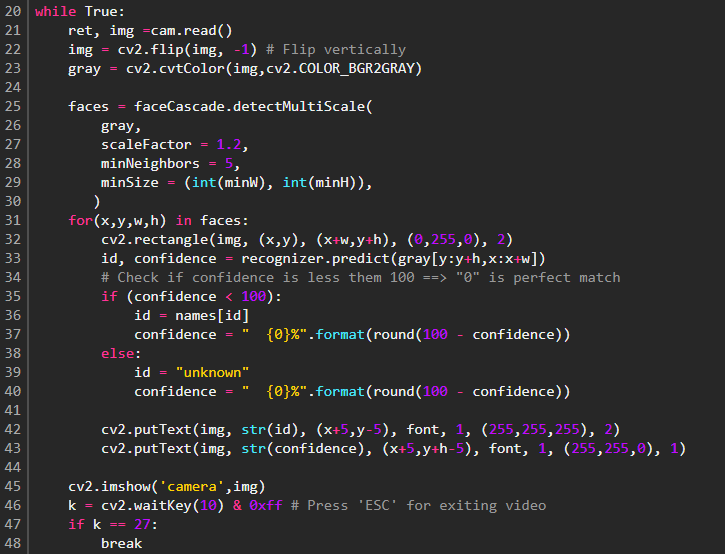 20 while True:
21     ret, img =cam.read()
22     img = cv2.flip(img, -1) # Flip vertically
23     gray = cv2.cvtColor(img,cv2.COLOR_BGR2GRAY)
24
25     faces = faceCascade.detectMultiScale(
26         gray,
27         scaleFactor = 1.2,
28         minNeighbors = 5,
29         minSize = (int(minW), int(minH)),
30        )
31     for(x,y,w,h) in faces:
32         cv2.rectangle(img, (x,y), (x+w,y+h), (0,255,0), 2)
33         id, confidence = recognizer.predict(gray[y:y+h,x:x+w])
34         # Check if confidence is less them 100 ==> "0" is perfect match
35         if (confidence < 100):
36             id = names[id]
37             confidence = "  {0}%".format(round(100 - confidence))
38         else:
39             id = "unknown"
40             confidence = "  {0}%".format(round(100 - confidence))
41
42         cv2.putText(img, str(id), (x+5,y-5), font, 1, (255,255,255), 2)
43         cv2.putText(img, str(confidence), (x+5,y+h-5), font, 1, (255,255,0), 1)
44
45     cv2.imshow('camera',img)
46     k = cv2.waitKey(10) & 0xff # Press 'ESC' for exiting video
47     if k == 27:
48         break